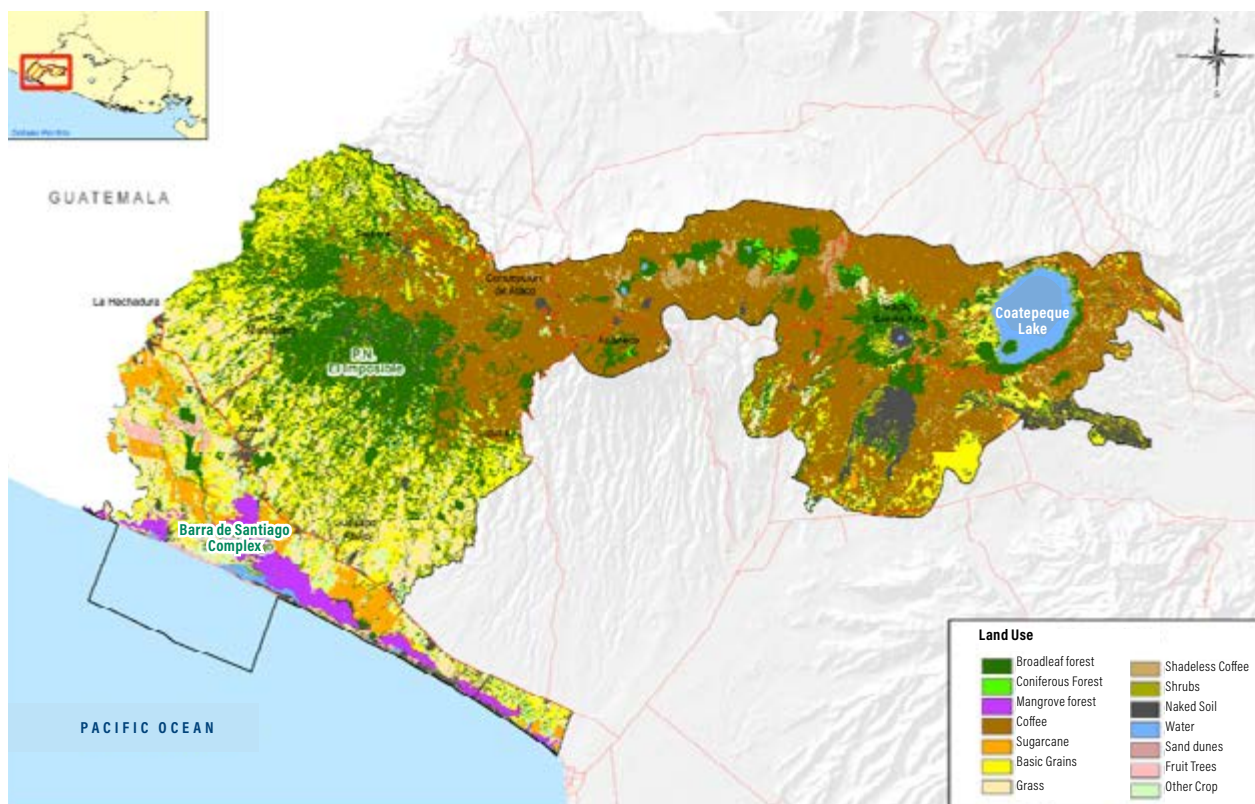 GUATEMALA
La Hachadura
P.N.
El Imposible
Coatepeque
Lake
Barra de Santiago
Complex
PACIFIC OCEAN
Land Use
Broadleaf forest
Coniferous Forest
Mangrove forest
Coffee
Sugarcane
Basic Grains
Grass
Shadeless Coffee
Shrubs
Naked Soil
Water
Sand dunes
Fruit Trees
Other Crop